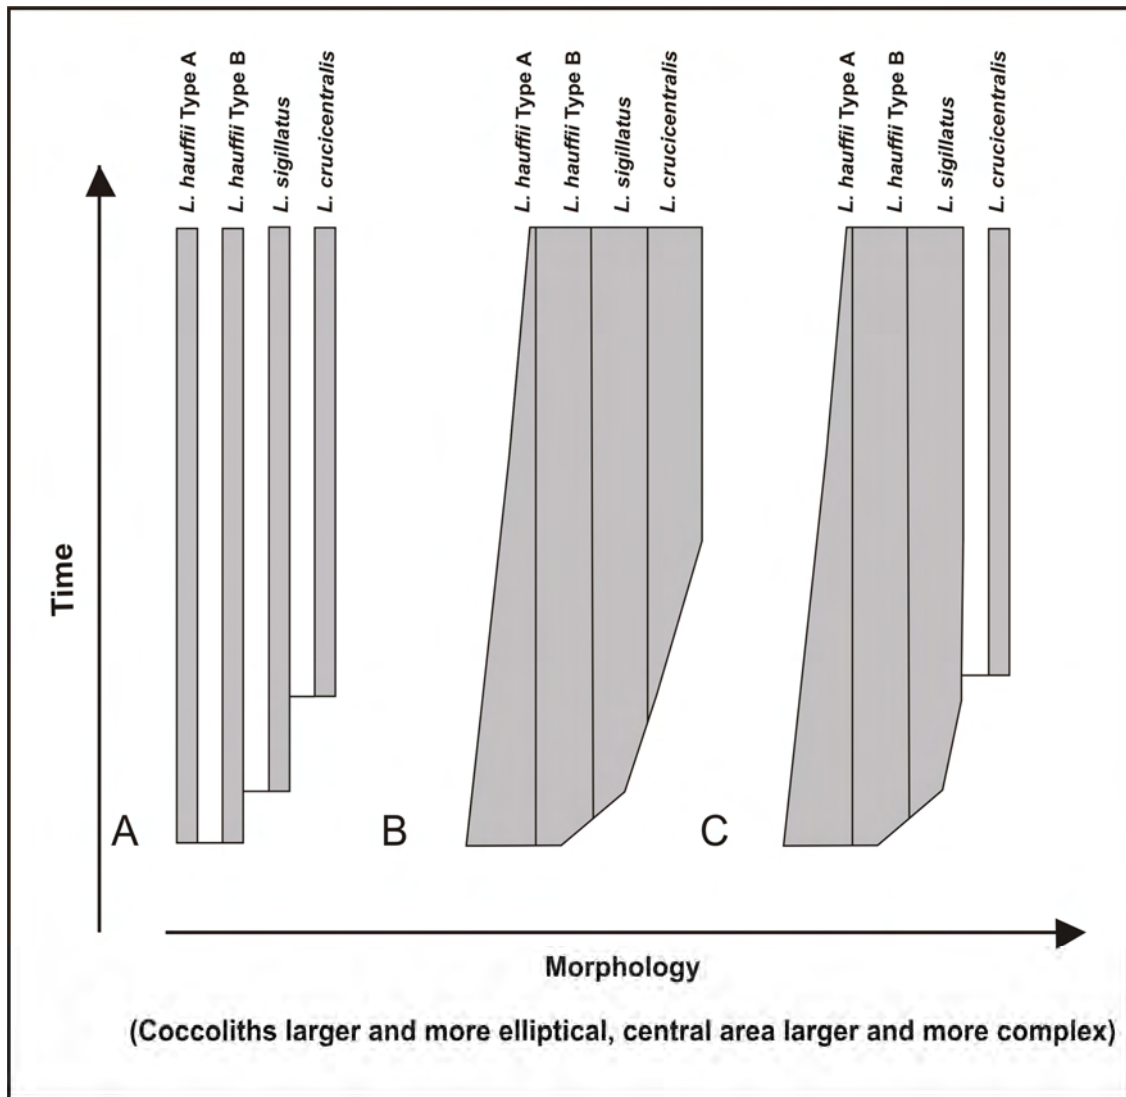 L. hauffii Type A
L. hauffii Type B
L. sigillatus
L. crucicentralis
L. hauffii Type A
L. hauffii Type B
L. sigillatus
L. crucicentralis
L. hauffii Type A
L. hauffii Type B
L. sigillatus
L. crucicentralis
Time
A
B
C
Morphology
(Coccoliths larger and more elliptical, central area larger and more complex)